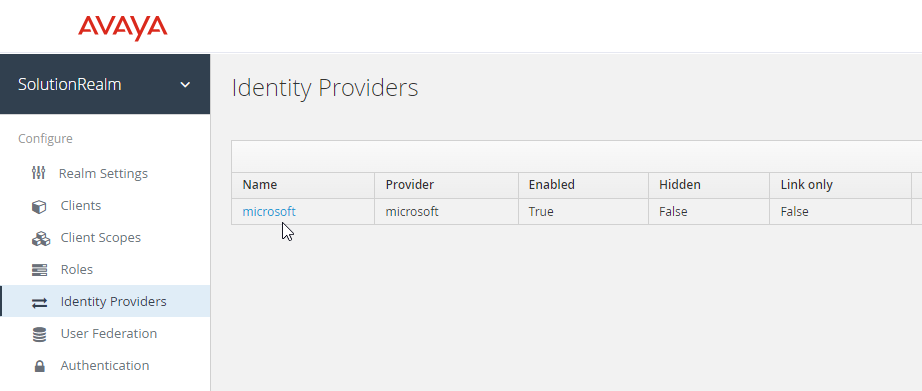 AVAYA
SolutionRealm
Identity Providers
Configure
Realm Settings
Clients
Client Scopes
Roles
Identity Providers
User Federation
Authentication
Name Provider Enabled Hidden Link only
microsoft microsoft True False False